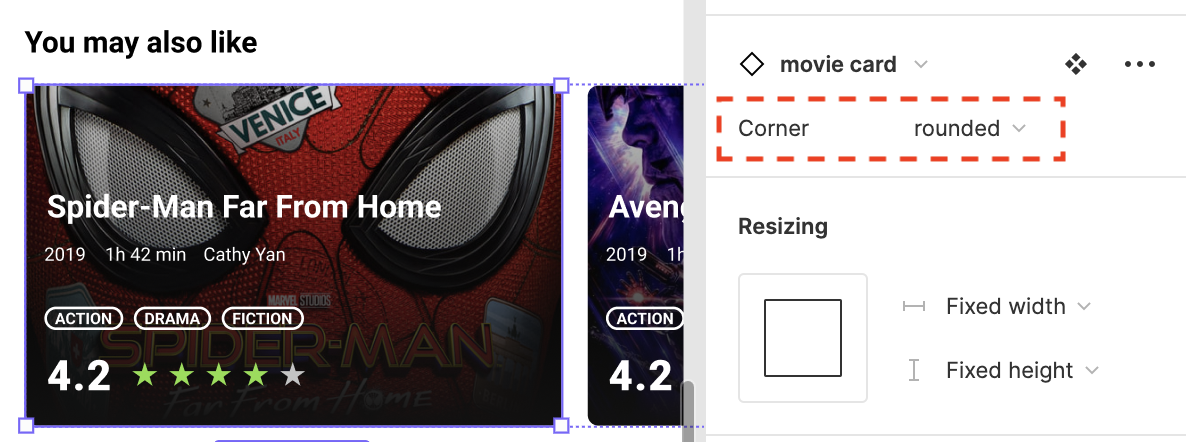 You may also like
VENICE
ITALY
Spider-Man Far From Home
2019 1h 42 min Cathy Yan
MARVEL STUDIOS
ACTION DRAMA FICTION
SPIDER-MAN
4.2
Far From Home
Aveng
2019 1h
ACTION
4.2
movie card
Corner rounded
Resizing
Fixed width
Fixed height